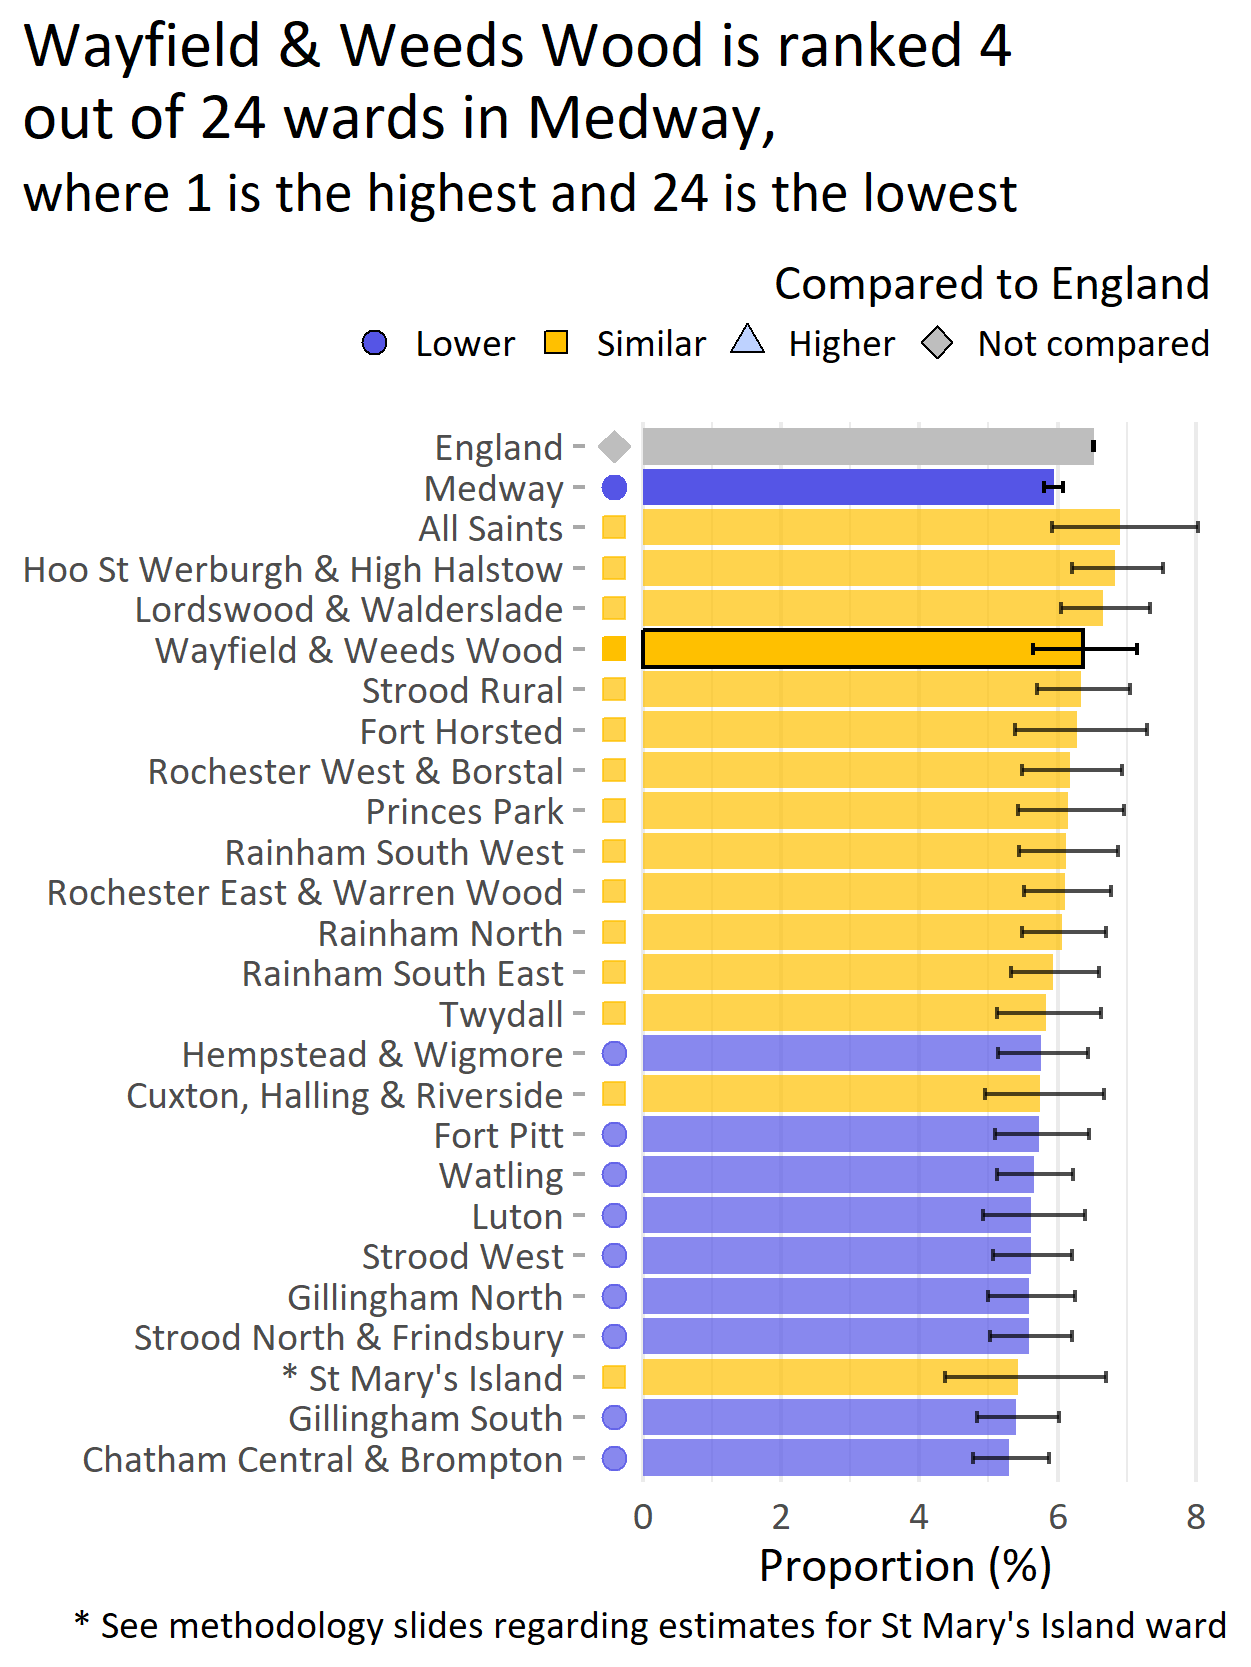 Wayfield & Weeds Wood is ranked 4
out of 24 wards in Medway,
where 1 is the highest and 24 is the lowest
Compared to England
Lower Similar Higher Not compared
England
Medway
All Saints
Hoo St Werburgh & High Halstow
Lordswood & Walderslade
Wayfield & Weeds Wood
Strood Rural
Fort Horsted
Rochester West & Borstal
Princes Park
Rainham South West
Rochester East & Warren Wood
Rainham North
Rainham South East
Twydall
Hempstead & Wigmore
Cuxton, Halling & Riverside
Fort Pitt
Watling
Luton
Strood West
Gillingham North
Strood North & Frindsbury
* St Mary's Island
Gillingham South
Chatham Central & Brompton
0 2 4 6 8
Proportion (%)
* See methodology slides regarding estimates for St Mary's Island ward